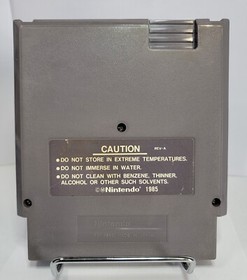 CAUTION
REV-A
•DO NOT STORE IN EXTREME TEMPERATURES.
•DO NOT IMMERSE IN WATER.
•DO NOT CLEAN WITH BENZENE, THINNER,
ALCOHOL OR OTHER SUCH SOLVENTS.
©Ⓜ Nintendo® 1985